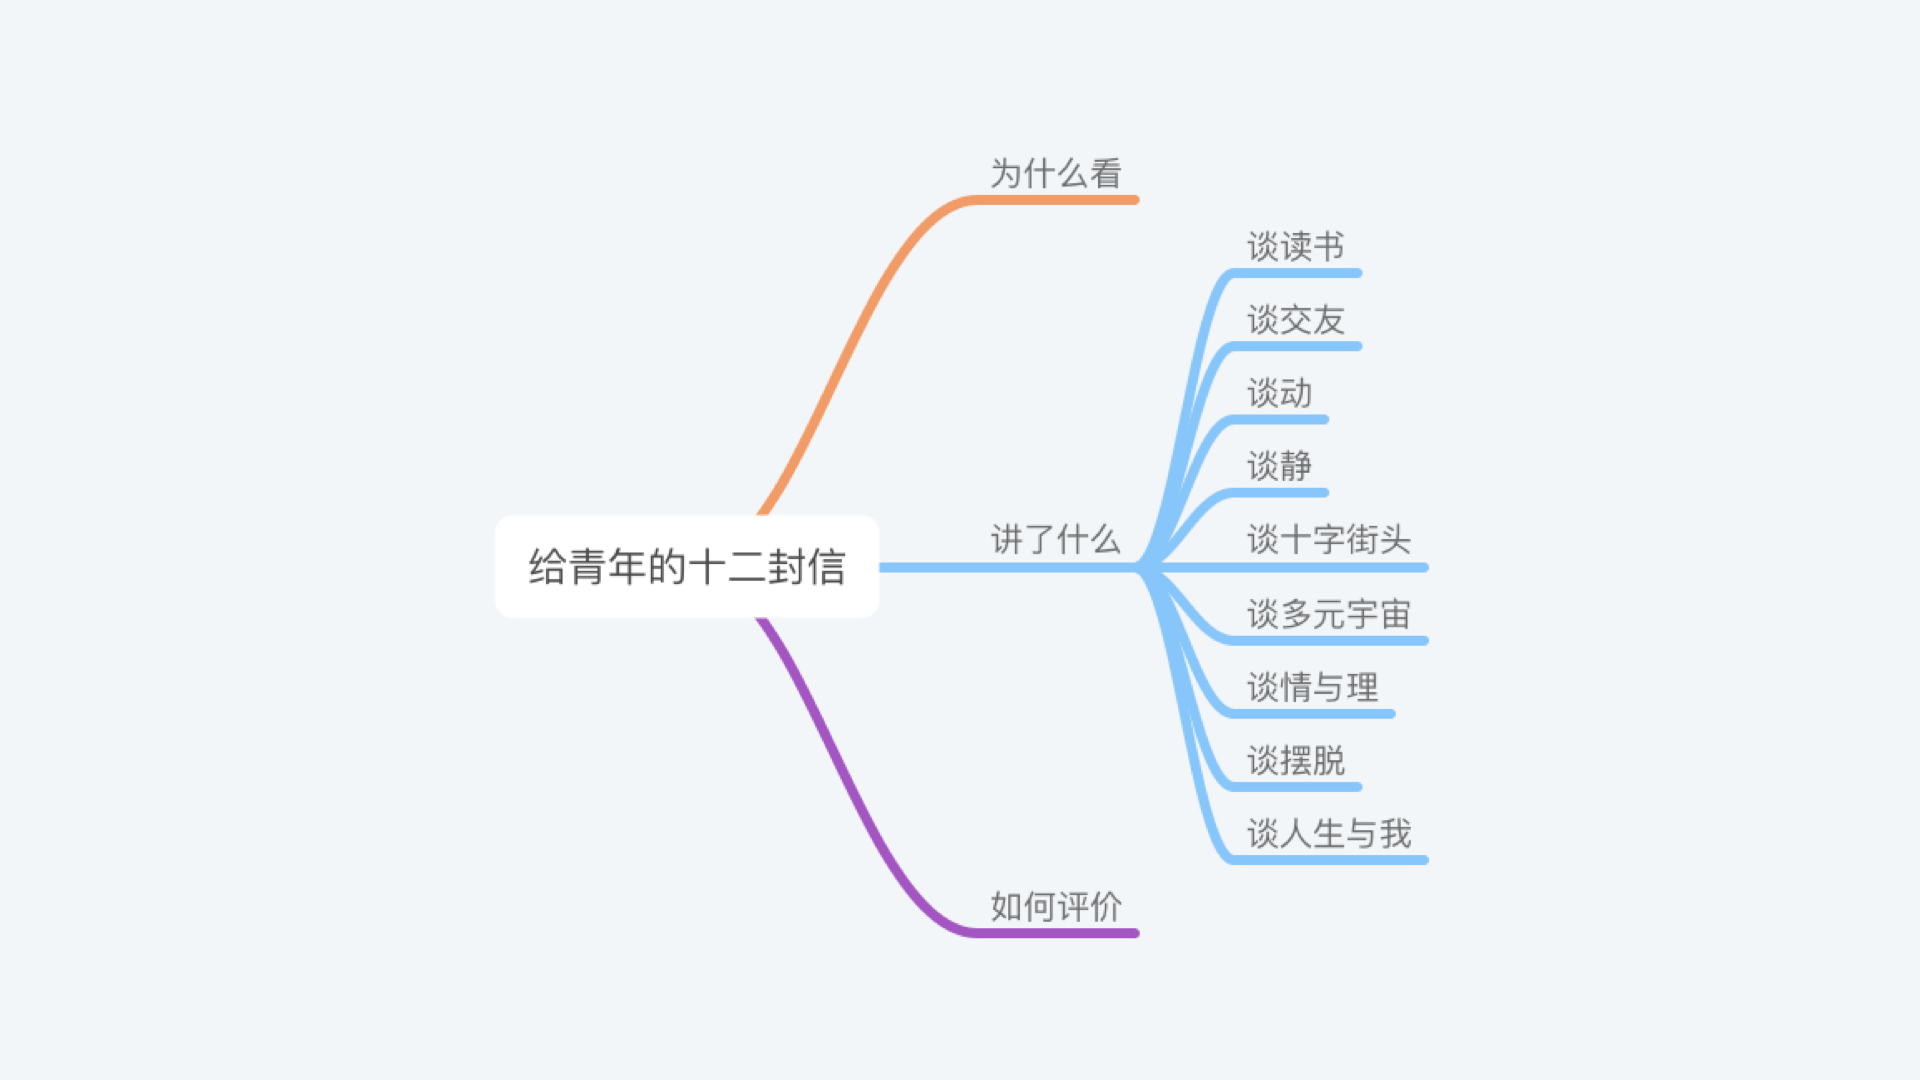 给青年的十二封信
为什么看
讲了什么
谈读书
谈交友
谈动
谈静
谈十字街头
谈多元宇宙
谈情与理
谈摆脱
谈人生与我
如何评价